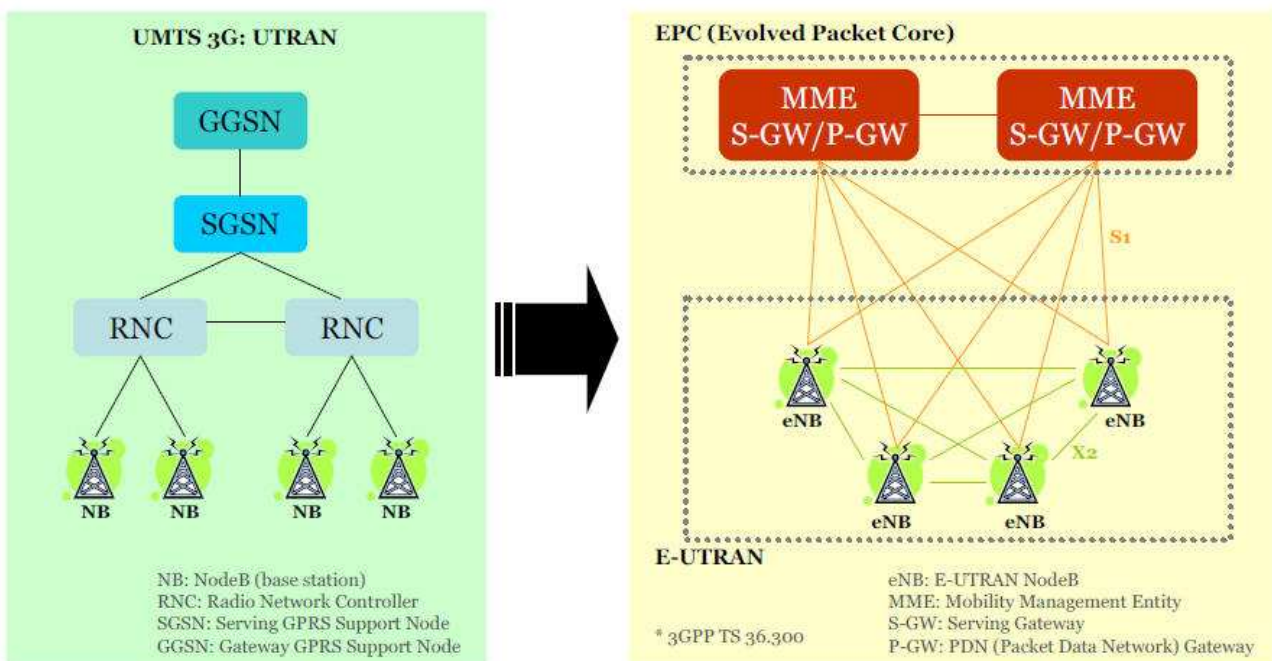 UMTS 3G: UTRAN
GGSN
SGSN
RNC
RNC
NB
NB
NB
NB
NB: NodeB (base station)
RNC: Radio Network Controller
SGSN: Serving GPRS Support Node
GGSN: Gateway GPRS Support Node
EPC (Evolved Packet Core)
MME
S-GW/P-GW
MME
S-GW/P-GW
S1
eNB
eNB
X2
eNB
eNB
E-UTRAN
* 3GPP TS 36.300
eNB: E-UTRAN NodeB
MME: Mobility Management Entity
S-GW: Serving Gateway
P-GW: PDN (Packet Data Network) Gateway